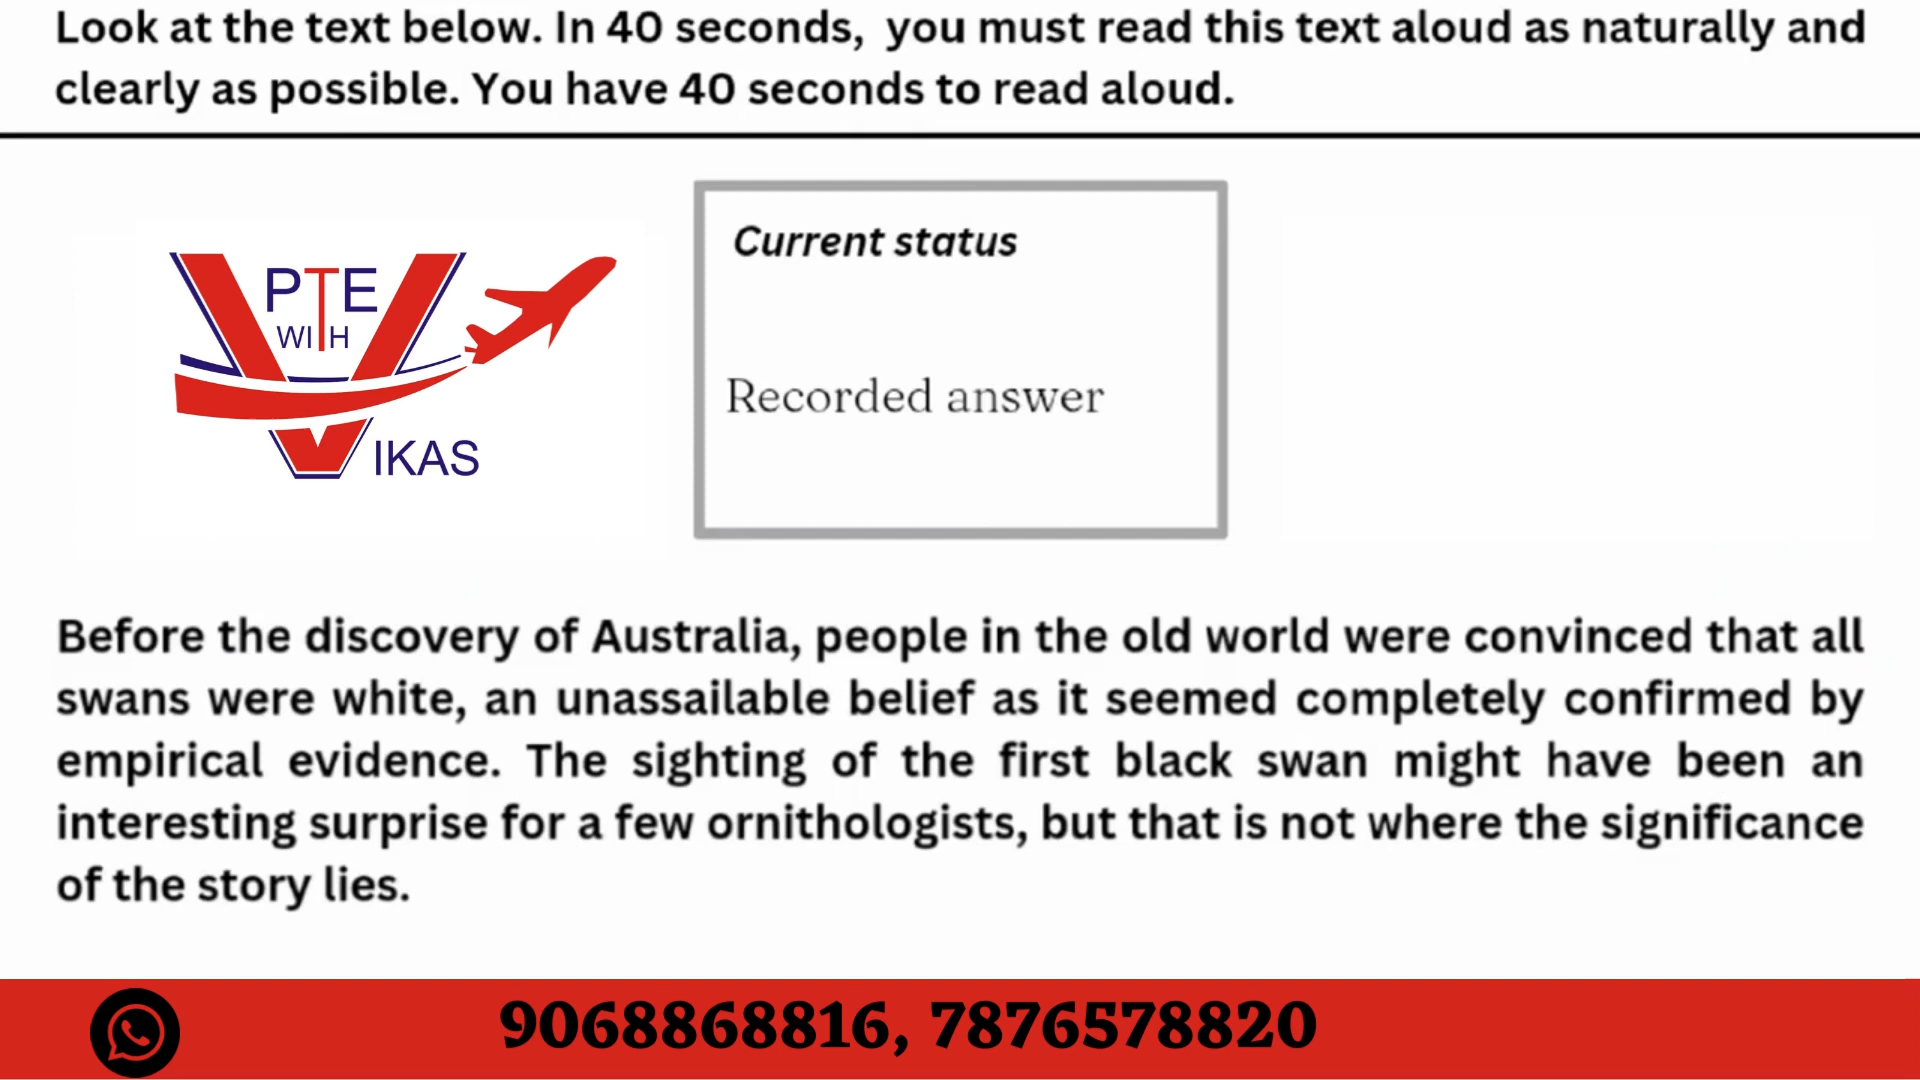 Look at the text below. In 40 seconds, you must read this text aloud as naturally and
clearly as possible. You have 40 seconds to read aloud.
PTE
WITH
VIKAS
Current status
Recorded answer
Before the discovery of Australia, people in the old world were convinced that all
swans were white, an unassailable belief as it seemed completely confirmed by
empirical evidence. The sighting of the first black swan might have been an
interesting surprise for a few ornithologists, but that is not where the significance
of the story lies.
9068868816, 7876578820